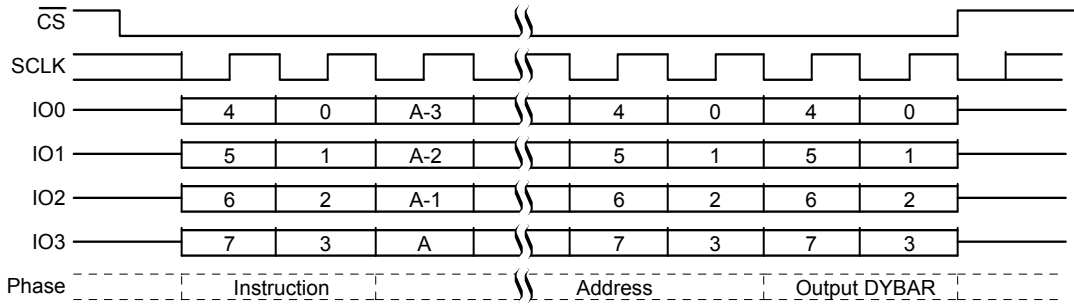 CS
SCLK
IO0 4 0 A-3 4 0 4 0
IO1 5 1 A-2 5 1 5 1
IO2 6 2 A-1 6 2 6 2
IO3 7 3 A 7 3 7 3
Phase Instruction Address Output DYBAR